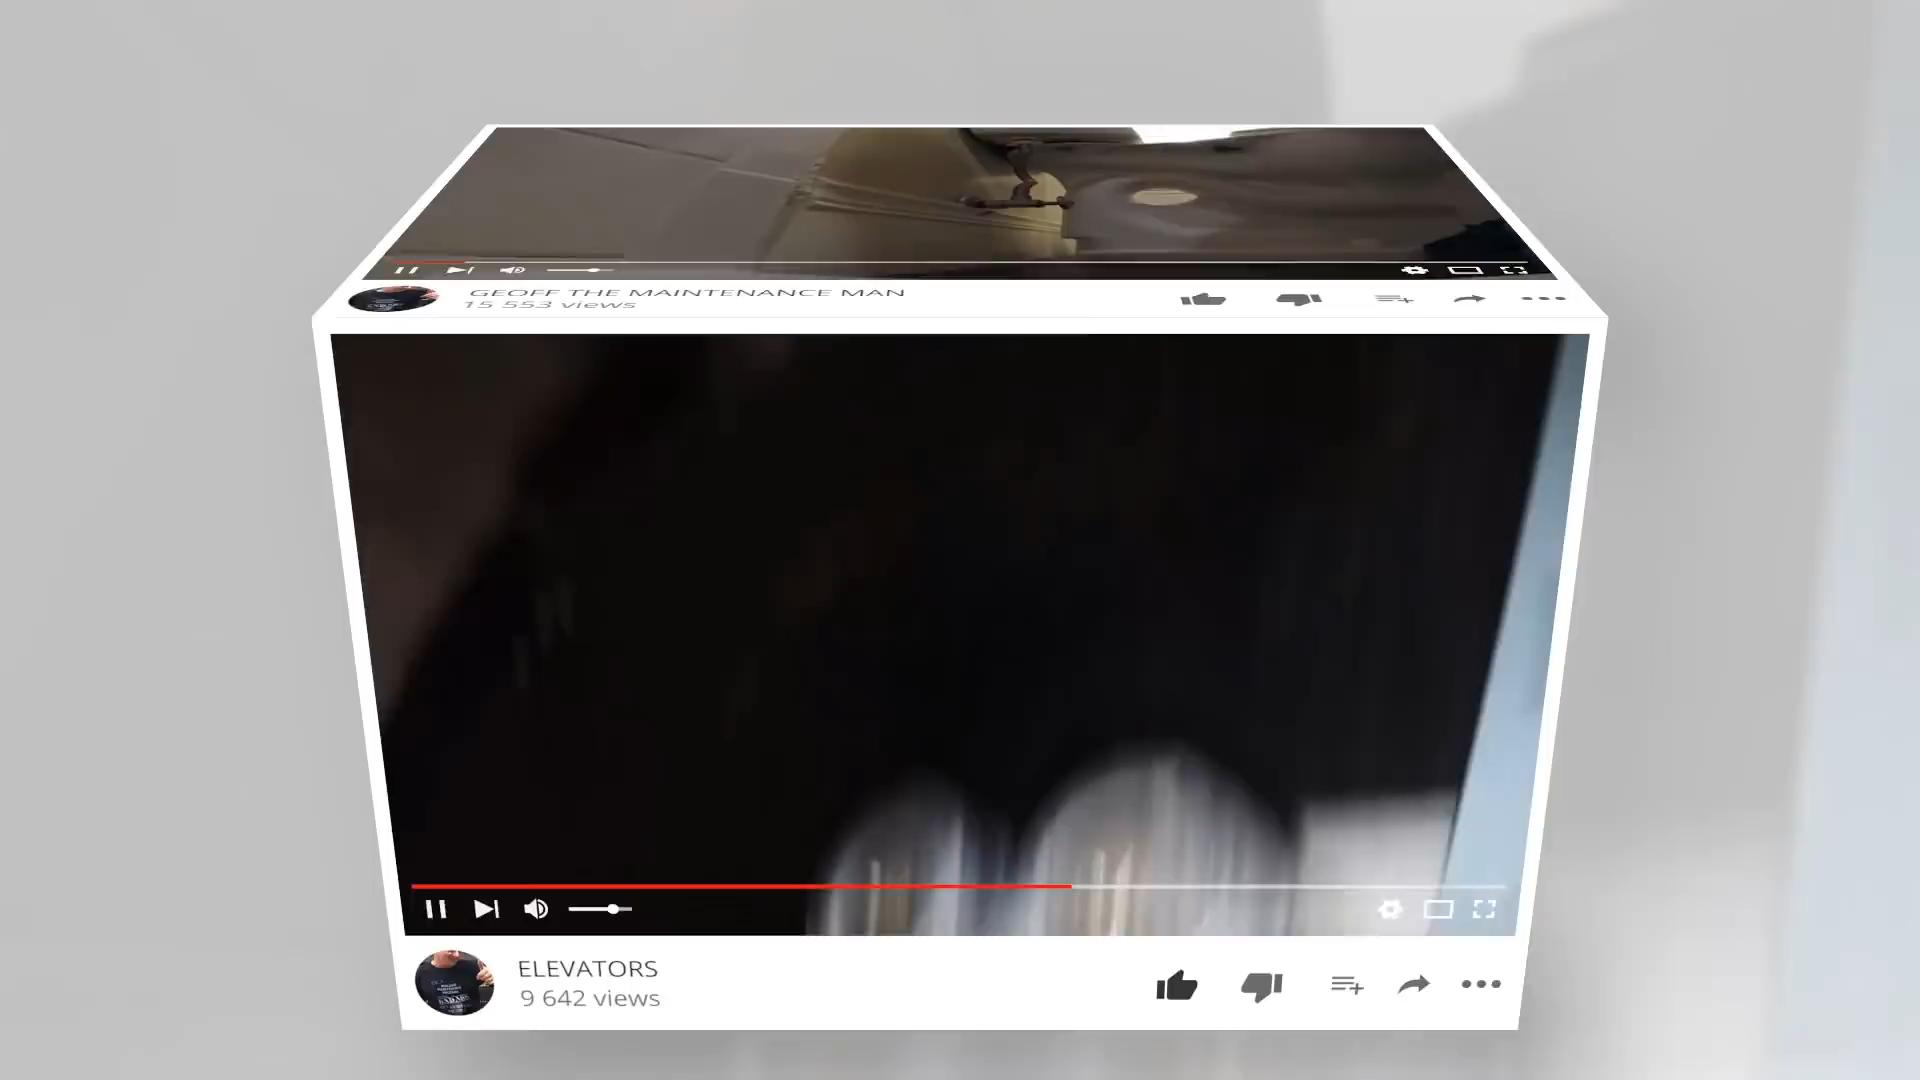 GEOFF THE MAINTENANCE MAN
15 553 views
ELEVATORS
9 642 views